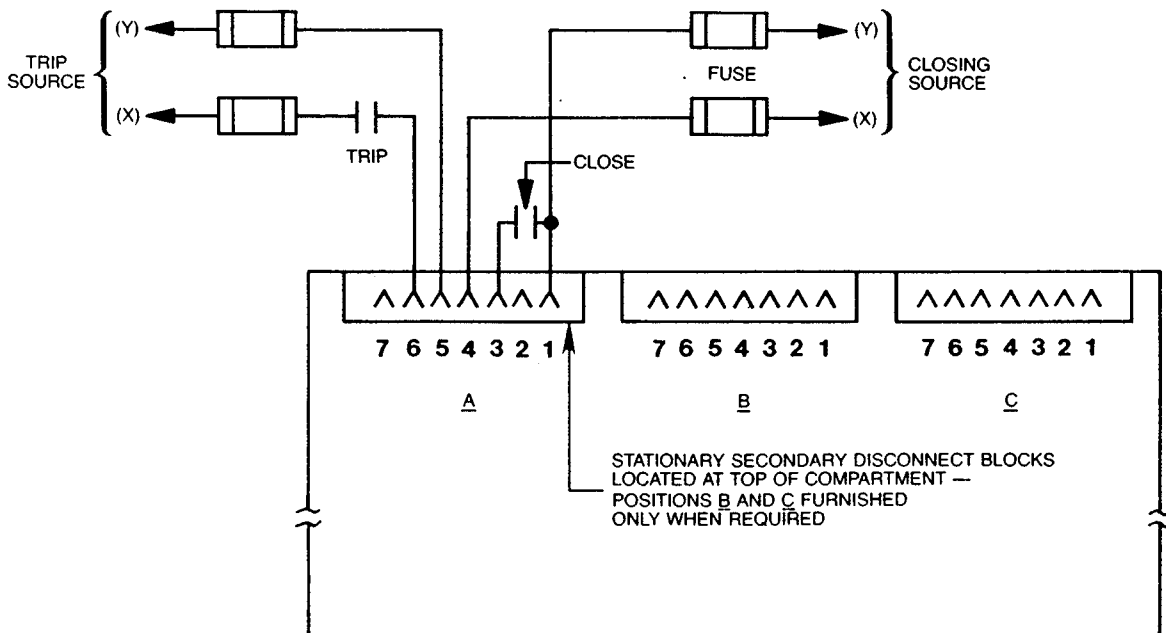 (Y)
(Y)
TRIP
SOURCE
FUSE
CLOSING
SOURCE
(X)
(X)
TRIP
CLOSE
7 6 5 4 3 2 1
7 6 5 4 3 2 1
7 6 5 4 3 2 1
A
B
C
STATIONARY SECONDARY DISCONNECT BLOCKS
LOCATED AT TOP OF COMPARTMENT —
POSITIONS B AND C FURNISHED
ONLY WHEN REQUIRED